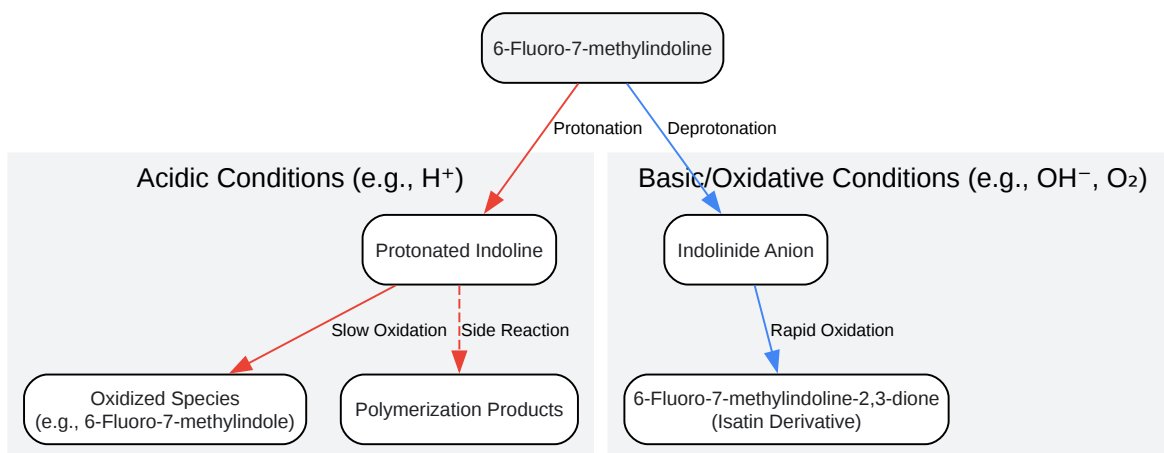 6-Fluoro-7-methylindoline
Protonation
Deprotonation
Acidic Conditions (e.g., H⁺)
Basic/Oxidative Conditions (e.g., OH⁻, O₂)
Protonated Indoline
Indolinide Anion
Slow Oxidation
Side Reaction
Rapid Oxidation
Oxidized Species
(e.g., 6-Fluoro-7-methylindole)
Polymerization Products
6-Fluoro-7-methylindoline-2,3-dione
(Isatin Derivative)